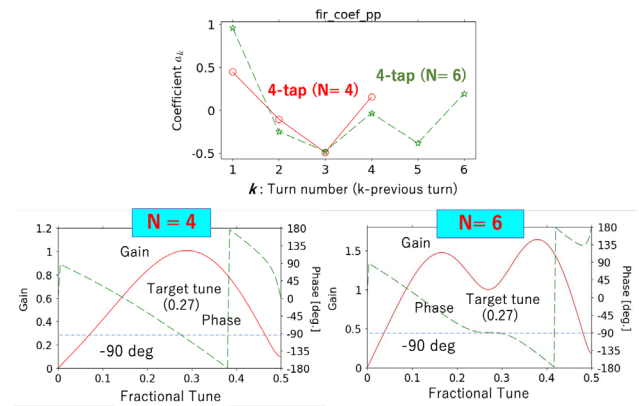 fir_coef_pp
Coefficient a_k
1
0.5
0
-0.5
4-tap (N= 4)
4-tap (N= 6)
1 2 3 4 5 6
k: Turn number (k-previous turn)
N = 4
Gain
1.2
1
0.8
0.6
0.4
0.2
0
Gain
Target tune
(0.27)
Phase
-90 deg
180
135
90
45
0
-45
-90
-135
-180
Phase [deg.]
0 0.1 0.2 0.3 0.4 0.5
Fractional Tune
N= 6
Gain
1.5
1
0.5
0
Gain
Phase
Target tune
(0.27)
-90 deg
180
135
90
45
0
-45
-90
-135
-180
Phase [deg.]
0 0.1 0.2 0.3 0.4 0.5
Fractional Tune